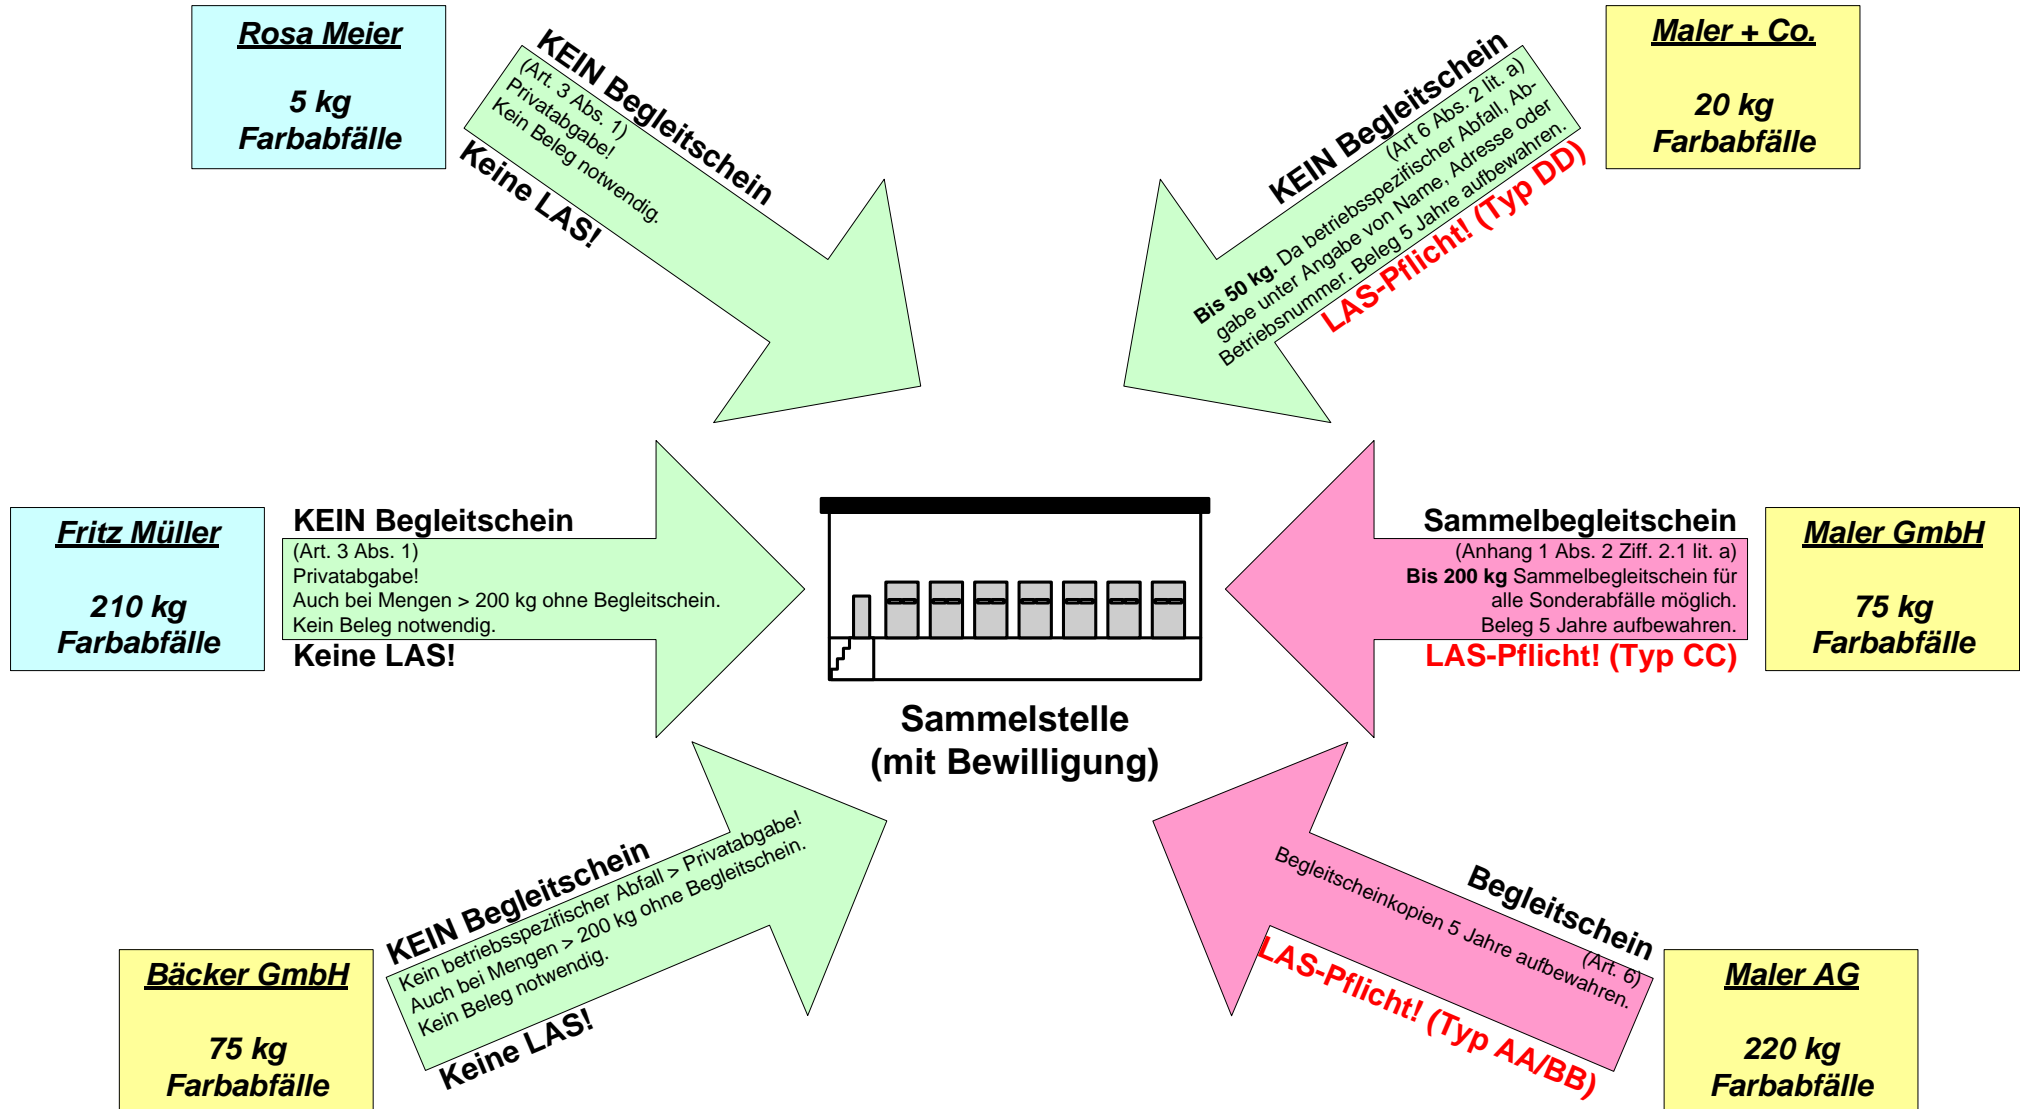 Rosa Meier
5 kg
Farbabfälle
KEIN Begleitschein
(Art. 3 Abs. 1)
Privatabgabe!
Kein Beleg notwendig.
Keine LAS!
Maler + Co.
20 kg
Farbabfälle
KEIN Begleitschein
(Art 6 Abs. 2 lit. a)
Bis 50 kg. Da betriebsspezifischer Abfall, Ab-
gabe unter Angabe von Name, Adresse oder
Betriebsnummer. Beleg 5 Jahre aufbewahren.
LAS-Pflicht! (Typ DD)
Fritz Müller
210 kg
Farbabfälle
KEIN Begleitschein
(Art. 3 Abs. 1)
Privatabgabe!
Auch bei Mengen > 200 kg ohne Begleitschein.
Kein Beleg notwendig.
Keine LAS!
Sammelstelle
(mit Bewilligung)
Sammelbegleitschein
(Anhang 1 Abs. 2 Ziff. 2.1 lit. a)
Bis 200 kg Sammelbegleitschein für
alle Sonderabfälle möglich.
Beleg 5 Jahre aufbewahren.
LAS-Pflicht! (Typ CC)
Maler GmbH
75 kg
Farbabfälle
Bäcker GmbH
75 kg
Farbabfälle
KEIN Begleitschein
Kein betriebsspezifischer Abfall > Privatabgabe!
Auch bei Mengen > 200 kg ohne Begleitschein.
Kein Beleg notwendig.
Keine LAS!
Begleitschein
(Art. 6)
Begleitscheinkopien 5 Jahre aufbewahren.
LAS-Pflicht! (Typ AA/BB)
Maler AG
220 kg
Farbabfälle